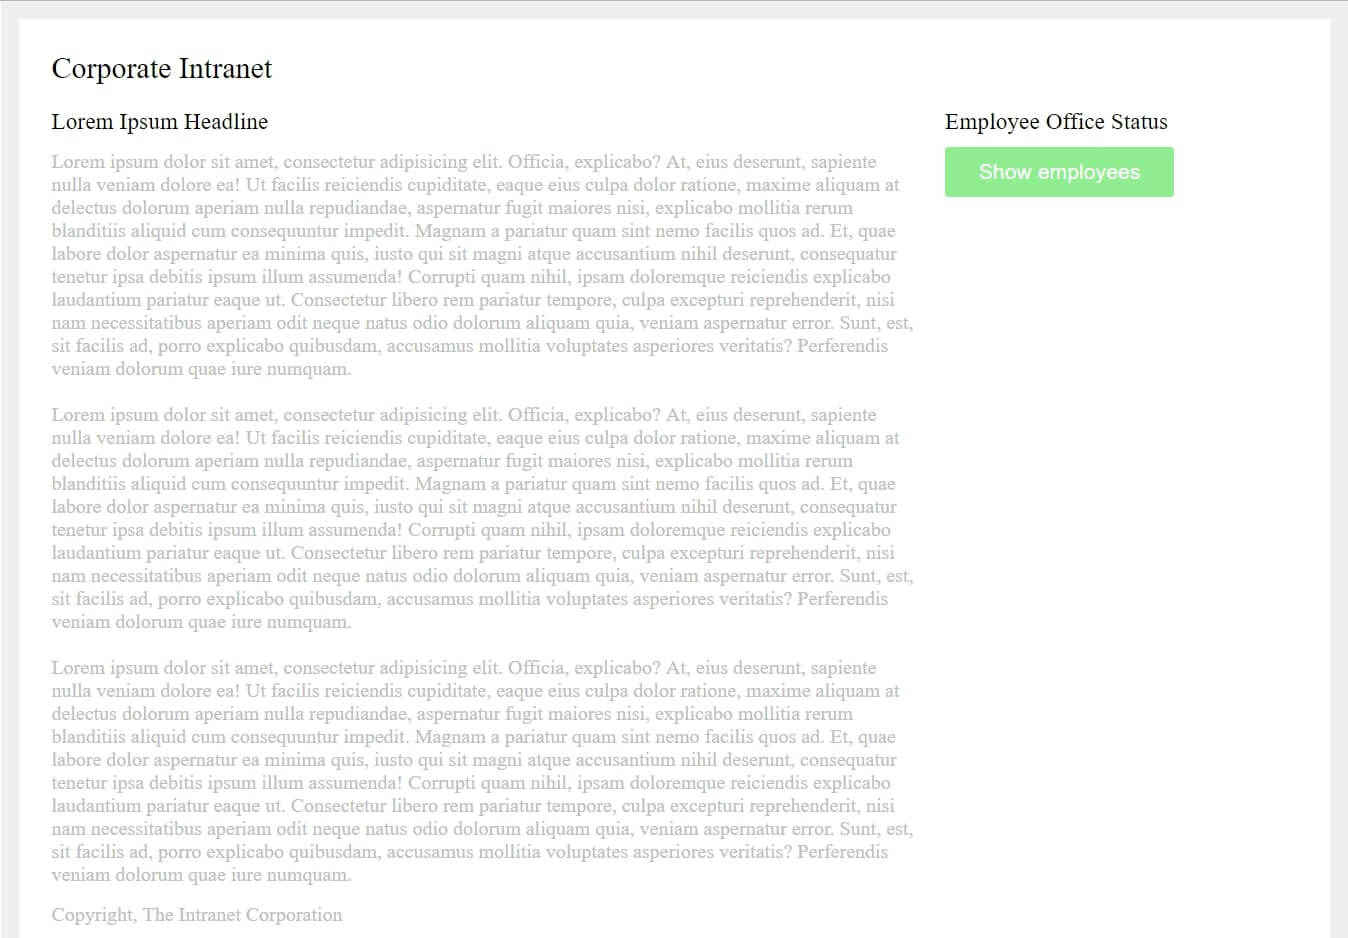 Corporate Intranet
Lorem Ipsum Headline
Lorem ipsum dolor sit amet, consectetur adipisicing elit. Officia, explicabo? At, eius deserunt, sapiente
nulla veniam dolore ea! Ut facilis reiciendis cupiditate, eaque eius culpa dolor ratione, maxime aliquam at
delectus dolorum aperiam nulla repudiandae, aspernatur fugit maiores nisi, explicabo mollitia rerum
blanditiis aliquid cum consequuntur impedit. Magnam a pariatur quam sint nemo facilis quos ad. Et, quae
labore dolor aspernatur ea minima quis, iusto qui sit magni atque accusantium nihil deserunt, consequatur
tenetur ipsa debitis ipsum illum assumenda! Corrupti quam nihil, ipsam doloremque reiciendis explicabo
laudantium pariatur eaque ut. Consectetur libero rem pariatur tempore, culpa excepturi reprehenderit, nisi
nam necessitatibus aperiam odit neque natus odio dolorum aliquam quia, veniam aspernatur error. Sunt, est,
sit facilis ad, porro explicabo quibusdam, accusamus mollitia voluptates asperiores veritatis? Perferendis
veniam dolorum quae iure numquam.
Lorem ipsum dolor sit amet, consectetur adipisicing elit. Officia, explicabo? At, eius deserunt, sapiente
nulla veniam dolore ea! Ut facilis reiciendis cupiditate, eaque eius culpa dolor ratione, maxime aliquam at
delectus dolorum aperiam nulla repudiandae, aspernatur fugit maiores nisi, explicabo mollitia rerum
blanditiis aliquid cum consequuntur impedit. Magnam a pariatur quam sint nemo facilis quos ad. Et, quae
labore dolor aspernatur ea minima quis, iusto qui sit magni atque accusantium nihil deserunt, consequatur
tenetur ipsa debitis ipsum illum assumenda! Corrupti quam nihil, ipsam doloremque reiciendis explicabo
laudantium pariatur eaque ut. Consectetur libero rem pariatur tempore, culpa excepturi reprehenderit, nisi
nam necessitatibus aperiam odit neque natus odio dolorum aliquam quia, veniam aspernatur error. Sunt, est,
sit facilis ad, porro explicabo quibusdam, accusamus mollitia voluptates asperiores veritatis? Perferendis
veniam dolorum quae iure numquam.
Lorem ipsum dolor sit amet, consectetur adipisicing elit. Officia, explicabo? At, eius deserunt, sapiente
nulla veniam dolore ea! Ut facilis reiciendis cupiditate, eaque eius culpa dolor ratione, maxime aliquam at
delectus dolorum aperiam nulla repudiandae, aspernatur fugit maiores nisi, explicabo mollitia rerum
blanditiis aliquid cum consequuntur impedit. Magnam a pariatur quam sint nemo facilis quos ad. Et, quae
labore dolor aspernatur ea minima quis, iusto qui sit magni atque accusantium nihil deserunt, consequatur
tenetur ipsa debitis ipsum illum assumenda! Corrupti quam nihil, ipsam doloremque reiciendis explicabo
laudantium pariatur eaque ut. Consectetur libero rem pariatur tempore, culpa excepturi reprehenderit, nisi
nam necessitatibus aperiam odit neque natus odio dolorum aliquam quia, veniam aspernatur error. Sunt, est,
sit facilis ad, porro explicabo quibusdam, accusamus mollitia voluptates asperiores veritatis? Perferendis
veniam dolorum quae iure numquam.
Employee Office Status
Show employees
Copyright, The Intranet Corporation